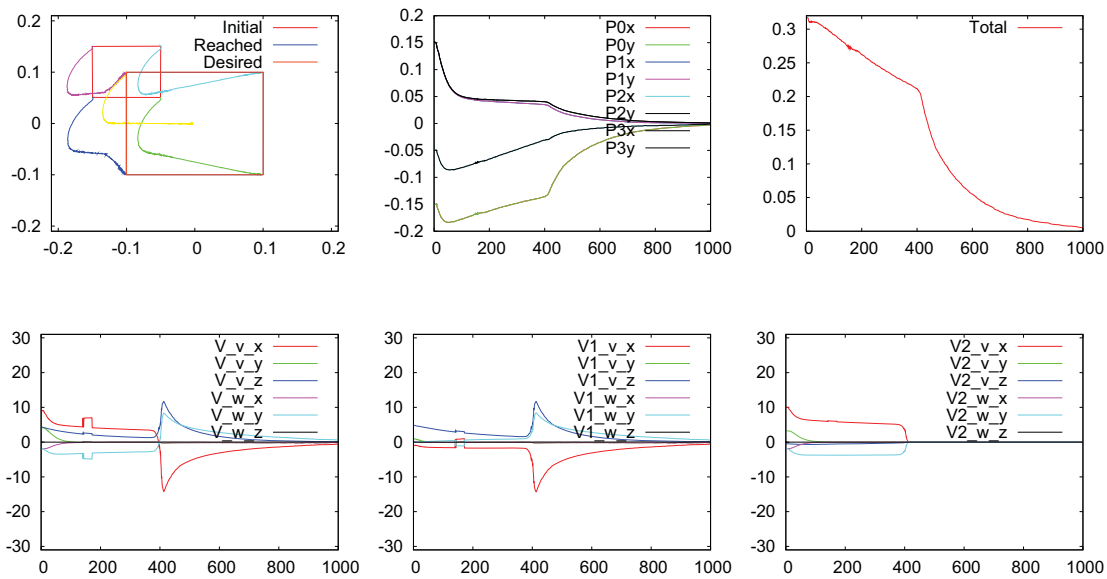 0.2
0.1
0
-0.1
-0.2
-0.2
-0.1
0
0.1
0.2
Initial
Reached
Desired
0.2
0.15
0.1
0.05
0
-0.05
-0.1
-0.15
-0.2
0
200
400
600
800
1000
P0x
P0y
P1x
P1y
P2x
P2y
P3x
P3y
0.3
0.25
0.2
0.15
0.1
0.05
0
0
200
400
600
800
1000
Total
30
20
10
0
-10
-20
-30
0
200
400
600
800
1000
V_v_x
V_v_y
V_v_z
V_w_x
V_w_y
V_w_z
30
20
10
0
-10
-20
-30
0
200
400
600
800
1000
V1_v_x
V1_v_y
V1_v_z
V1_w_x
V1_w_y
V1_w_z
30
20
10
0
-10
-20
-30
0
200
400
600
800
1000
V2_v_x
V2_v_y
V2_v_z
V2_w_x
V2_w_y
V2_w_z